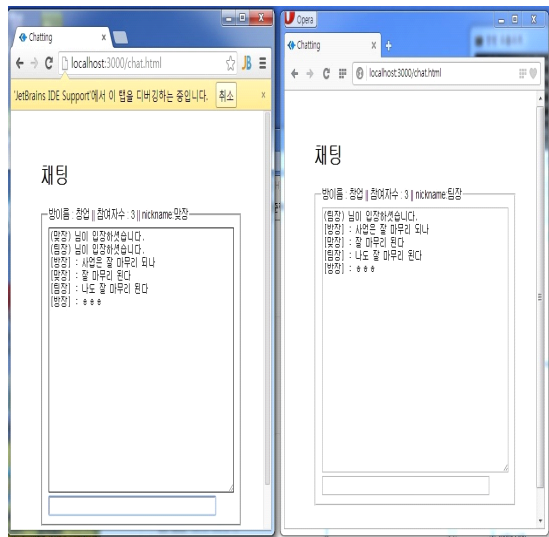 Chatting
localhost:3000/chat.html
'JetBrains IDE Support'에서 이 탭을 디버깅하는 중입니다. 취소
채팅
방이름 : 창업 || 참여자수 : 3 || nickname:맞장
(맞장) 님이 입장하셧습니다.
(팀장) 님이 입장하셧습니다.
[방장] : 사업은 잘 마무리 되나
[맞장] : 잘 마무리 된다
[팀장] : 나도 잘 마무리 된다
[방장] : ㅎㅎㅎ
Opera
Chatting
localhost:3000/chat.html
채팅
방이름 : 창업 || 참여자수 : 3 || nickname:팀장
(팀장) 님이 입장하셧습니다.
[방장] : 사업은 잘 마무리 되나
[맞장] : 잘 마무리 된다
[팀장] : 나도 잘 마무리 된다
[방장] : ㅎㅎㅎ